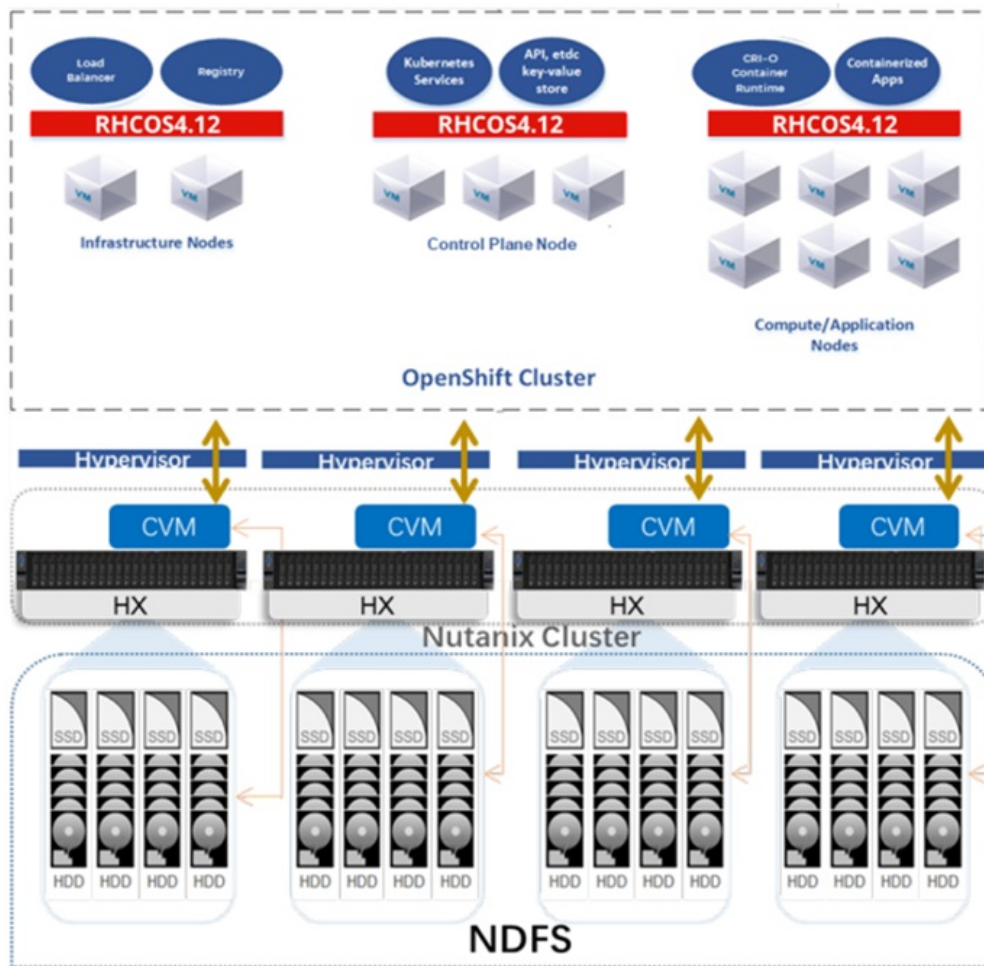 Load
Balancer
Registry
Kubernetes
Services
API, etdc
key-value
store
CRI-O
Container
Runtime
Containerized
Apps
RHCOS4.12
RHCOS4.12
RHCOS4.12
VM
VM
VM
VM
VM
VM
VM
VM
VM
VM
VM
Infrastructure Nodes
Control Plane Node
Compute/Application
Nodes
OpenShift Cluster
Hypervisor
Hypervisor
Hypervisor
Hypervisor
CVM
CVM
CVM
CVM
HX
HX
HX
HX
Nutanix Cluster
SSD SSD SSD SSD
SSD SSD SSD SSD
SSD SSD SSD SSD
SSD SSD SSD SSD
HDD HDD HDD HDD
HDD HDD HDD HDD
HDD HDD HDD HDD
HDD HDD HDD HDD
NDFS